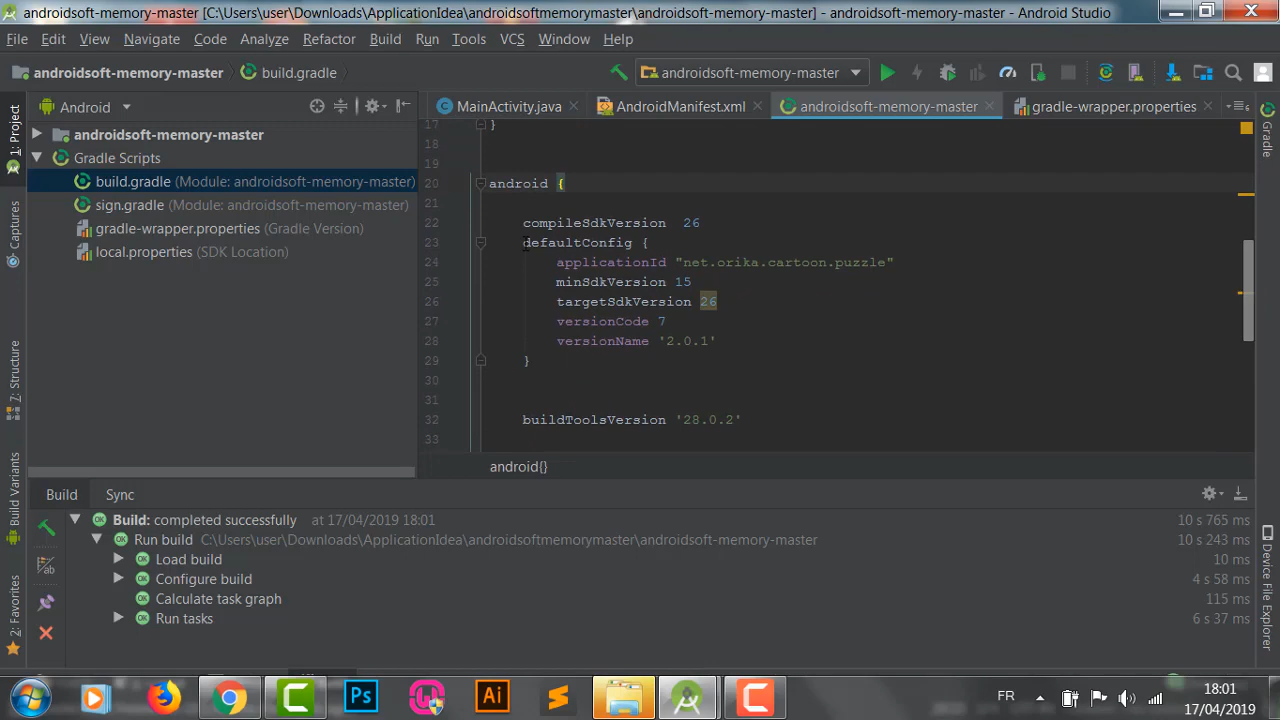 androidsoft-memory-master [C:\Users\user\Downloads\ApplicationIdea\androidsoftmemorymaster\androidsoft-memory-master] - androidsoft-memory-master - Android Studio
File Edit View Navigate Code Analyze Refactor Build Run Tools VCS Window Help
androidsoft-memory-master build.gradle androidsoft-memory-master
1: Project
Android
MainActivity.java AndroidManifest.xml androidsoft-memory-master gradle-wrapper.properties
Gradle
androidsoft-memory-master
Gradle Scripts
build.gradle (Module: androidsoft-memory-master)
sign.gradle (Module: androidsoft-memory-master)
gradle-wrapper.properties (Gradle Version)
local.properties (SDK Location)
Captures
7: Structure
Build Variants
2: Favorites
17 }
18
19
20 android {
21
22 compileSdkVersion 26
23 defaultConfig {
24 applicationId "net.orika.cartoon.puzzle"
25 minSdkVersion 15
26 targetSdkVersion 26
27 versionCode 7
28 versionName '2.0.1'
29 }
30
31
32 buildToolsVersion '28.0.2'
33
android{}
Build Sync
Build: completed successfully at 17/04/2019 18:01 10 s 765 ms
Run build C:\Users\user\Downloads\ApplicationIdea\androidsoftmemorymaster\androidsoft-memory-master 10 s 243 ms
Load build 10 ms
Configure build 4 s 58 ms
Calculate task graph 115 ms
Run tasks 6 s 37 ms
Device File Explorer
Ps Ai FR 18:01
17/04/2019